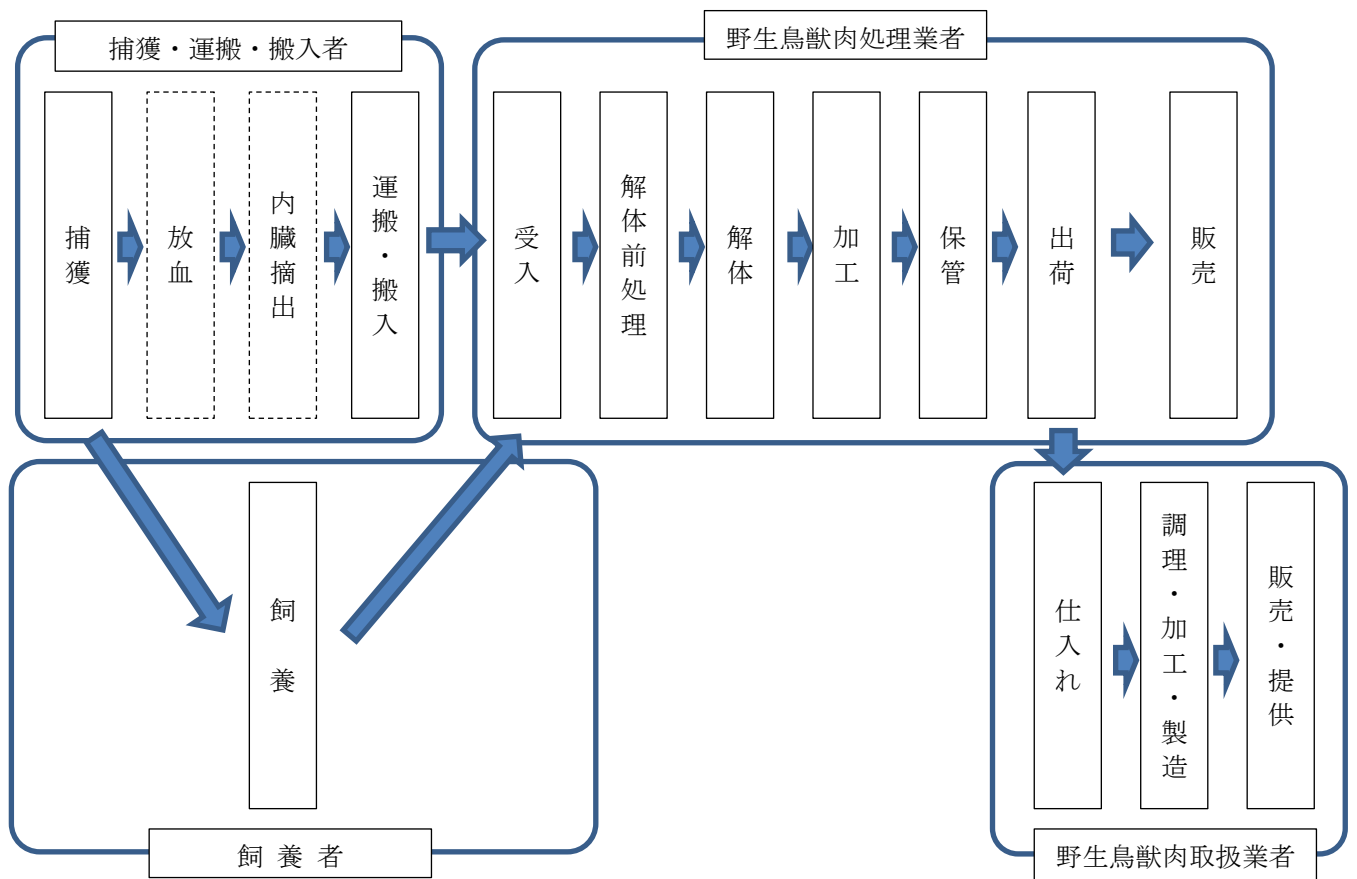 捕獲・運搬・搬入者
捕獲
放血
内臓摘出
運搬・搬入
野生鳥獣肉処理業者
受入
解体前処理
解体
加工
保管
出荷
販売
飼養
飼 養 者
仕入れ
調理・加工・製造
販売・提供
野生鳥獣肉取扱業者